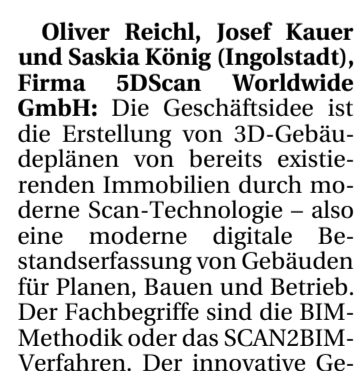 Oliver Reichl, Josef Kauer
und Saskia König (Ingolstadt),
Firma 5DScan Worldwide
GmbH: Die Geschäftsidee ist
die Erstellung von 3D-Gebäu-
deplänen von bereits existie-
renden Immobilien durch mo-
derne Scan-Technologie – also
eine moderne digitale Be-
standserfassung von Gebäuden
für Planen, Bauen und Betrieb.
Der Fachbegriffe sind die BIM-
Methodik oder das SCAN2BIM-
Verfahren. Der innovative Ge-